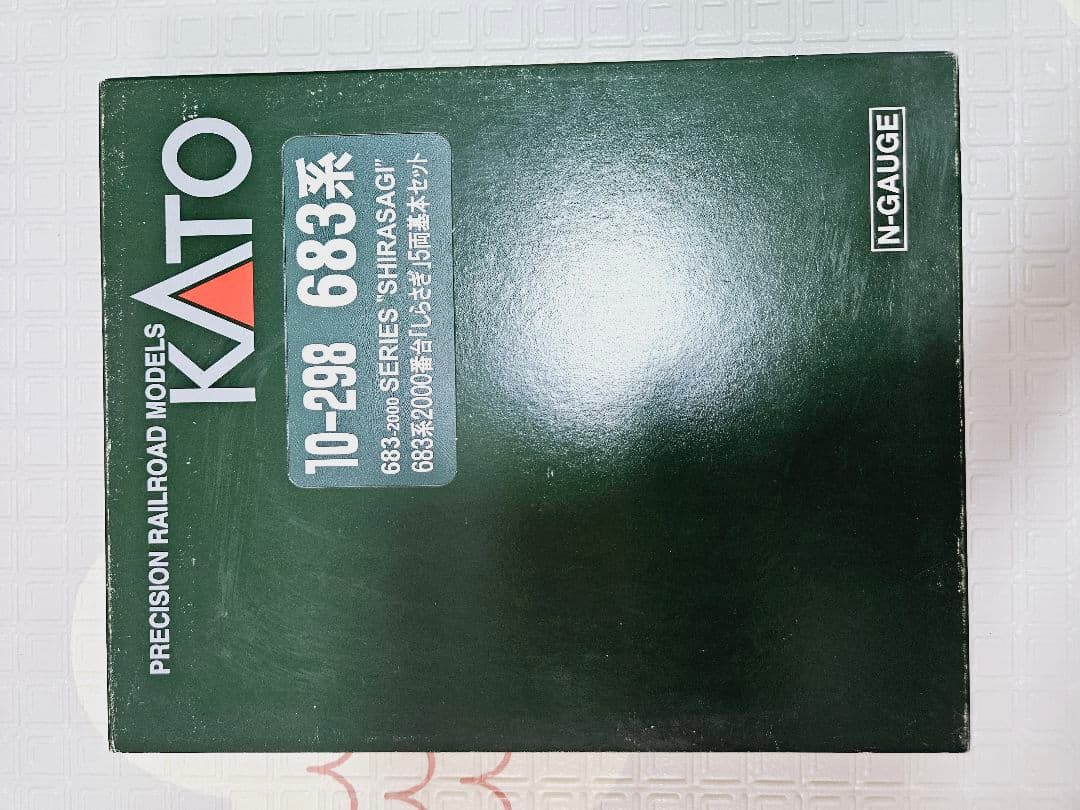 PRECISION RAILROAD MODELS
KATO
10-298 683系
683-2000-SERIES "SHIRASAGI"
683系2000番台「しらさぎ」5両基本セット
N-GAUGE